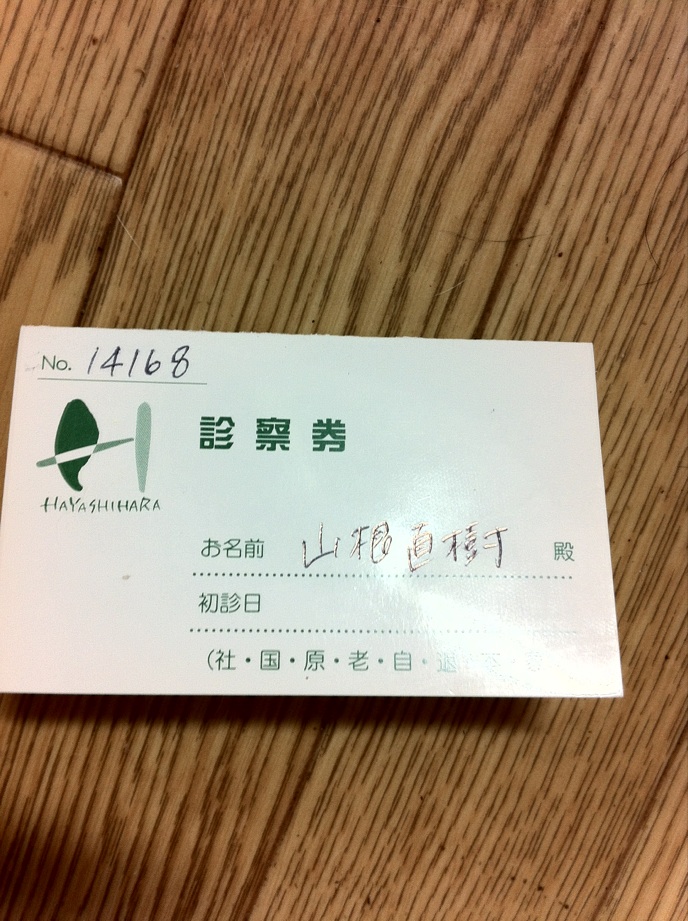 No. 14168
診察券
HAYASHIHARA
お名前 山根直樹 殿
初診日
(社・国・原・老・自・退